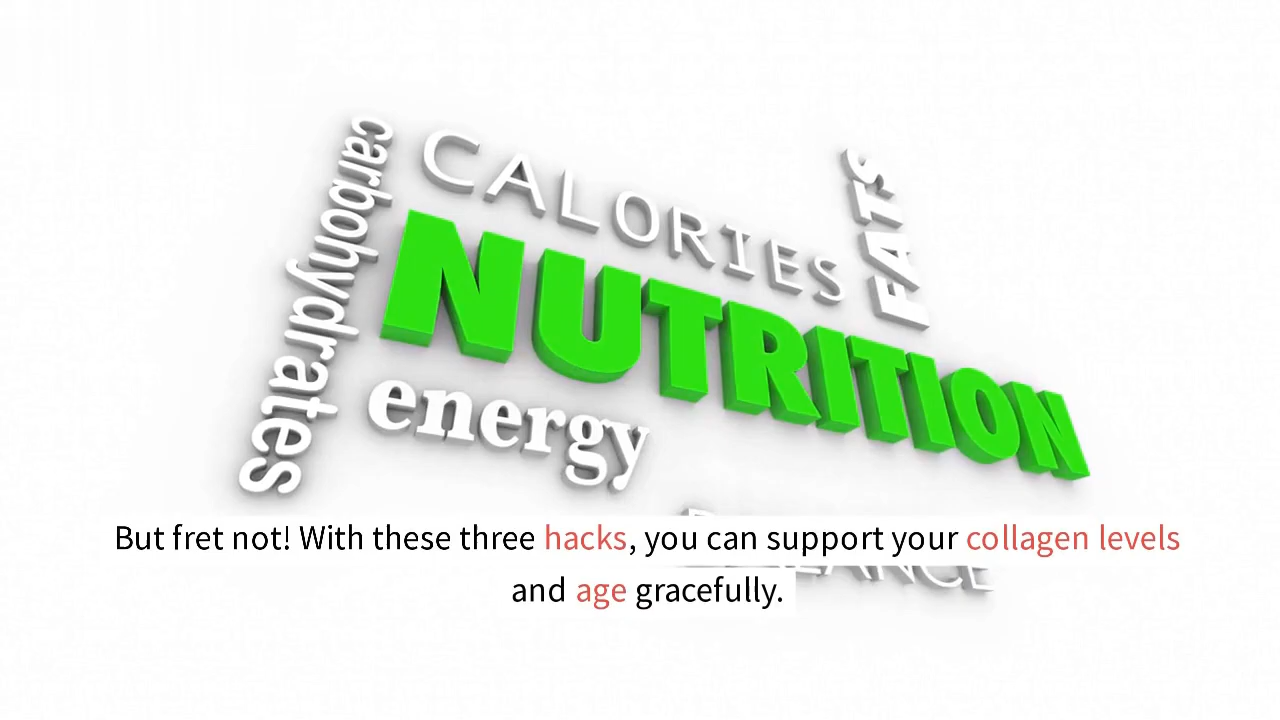 carbohydrates
CALORIES
FATS
NUTRITION
energy
But fret not! With these three hacks, you can support your collagen levels
and age gracefully.